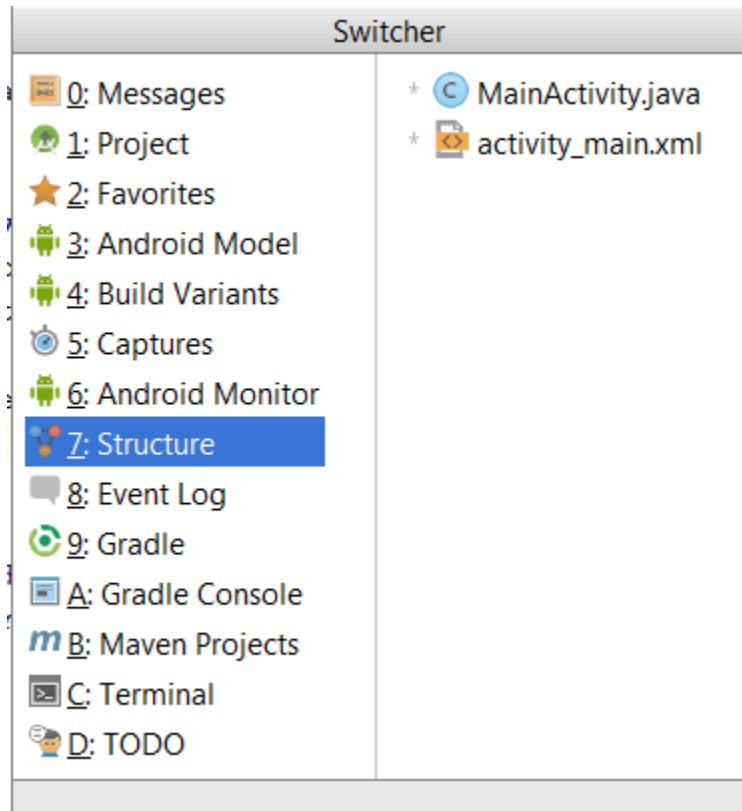 Switcher
0: Messages
1: Project
2: Favorites
3: Android Model
4: Build Variants
5: Captures
6: Android Monitor
7: Structure
8: Event Log
9: Gradle
A: Gradle Console
B: Maven Projects
C: Terminal
D: TODO
* MainActivity.java
* activity_main.xml